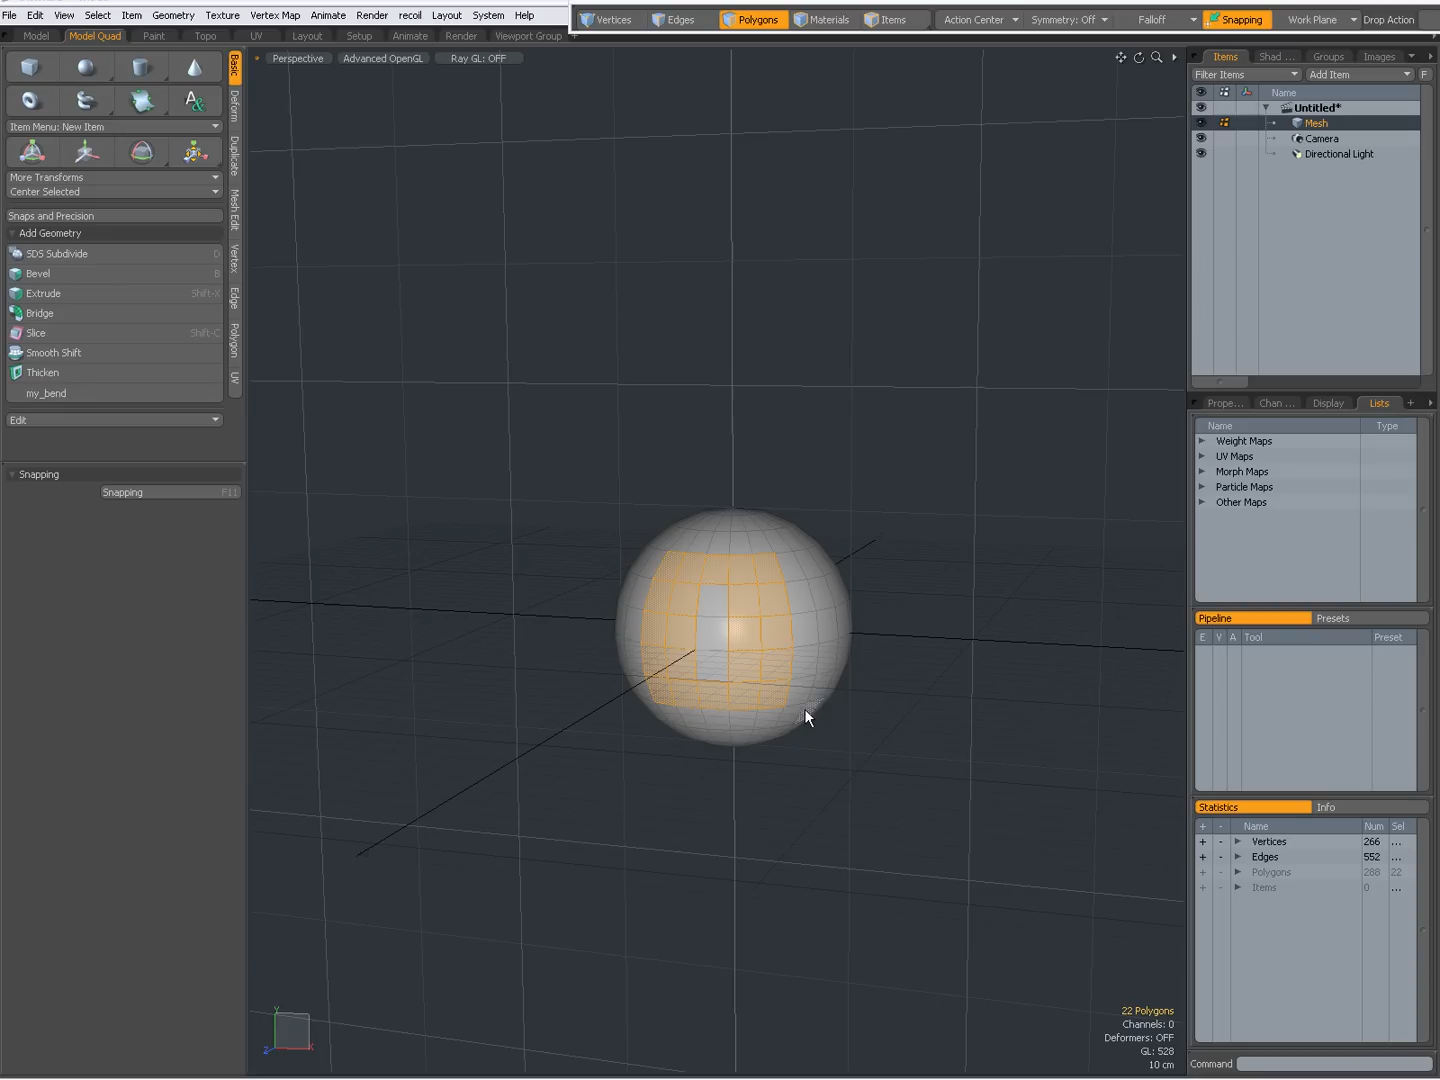 File Edit View Select Item Geometry Texture Vertex Map Animate Render recoil Layout System Help
Vertices Edges Polygons Materials Items Action Center Symmetry: Off Falloff Snapping Work Plane Drop Action
Model Model Quad Paint Topo UV Layout Setup Animate Render Viewport Group
Perspective Advanced OpenGL Ray GL: OFF
Basic
Deform
Duplicate
Mesh Edit
Vertex
Edge
Polygon
UV
Item Menu: New Item
More Transforms
Center Selected
Snaps and Precision
Add Geometry
SDS Subdivide D
Bevel B
Extrude Shift-X
Bridge
Slice Shift-C
Smooth Shift
Thicken
my_bend
Edit
Snapping
Snapping F11
Y
Z X
22 Polygons
Channels: 0
Deformers: OFF
GL: 528
10 cm
Items Shad ... Groups Images
Filter Items Add Item F
Name
Untitled*
Mesh
Camera
Directional Light
Prope... Chan ... Display Lists +
Name Type
Weight Maps
UV Maps
Morph Maps
Particle Maps
Other Maps
Pipeline Presets
E V A Tool Preset
Statistics Info
+ - Name Num Sel
+ - Vertices 266 ...
+ - Edges 552 ...
+ - Polygons 288 22
+ - Items 0 ...
Command